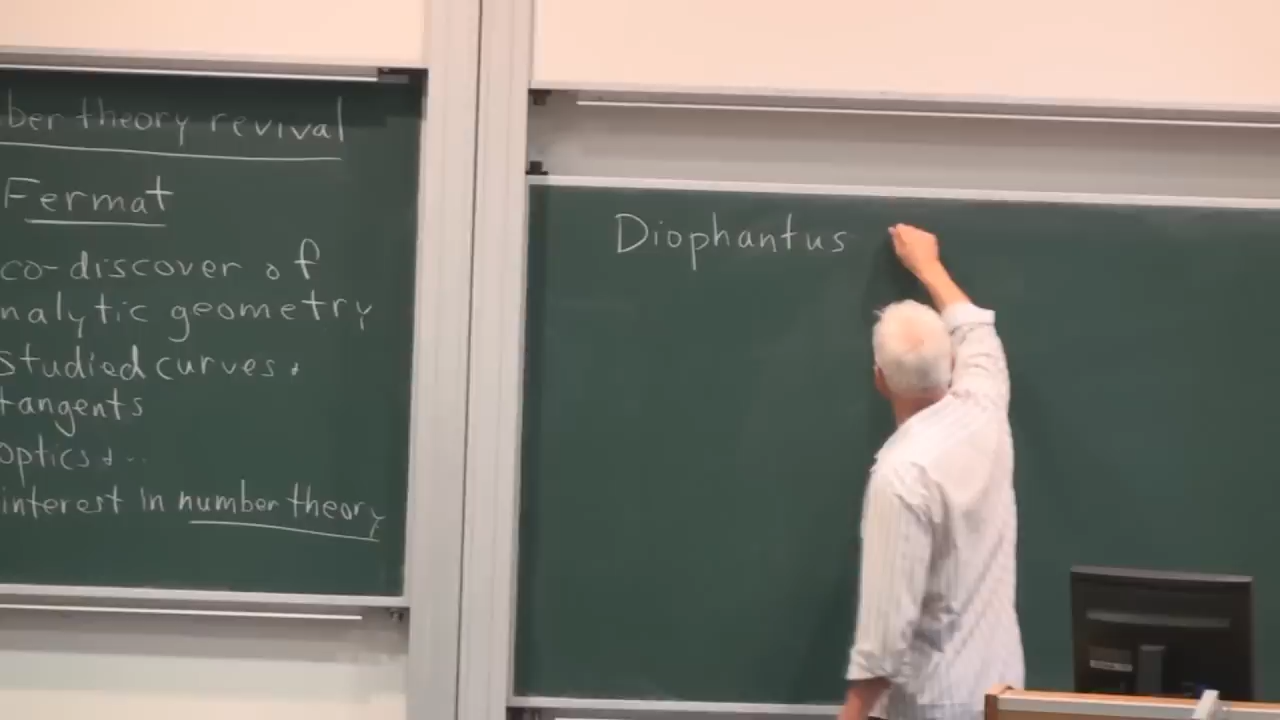 ber theory revival
Fermat
co-discover of
nalytic geometry
studied curves +
tangents
optics + ...
interest in number theory
Diophantus